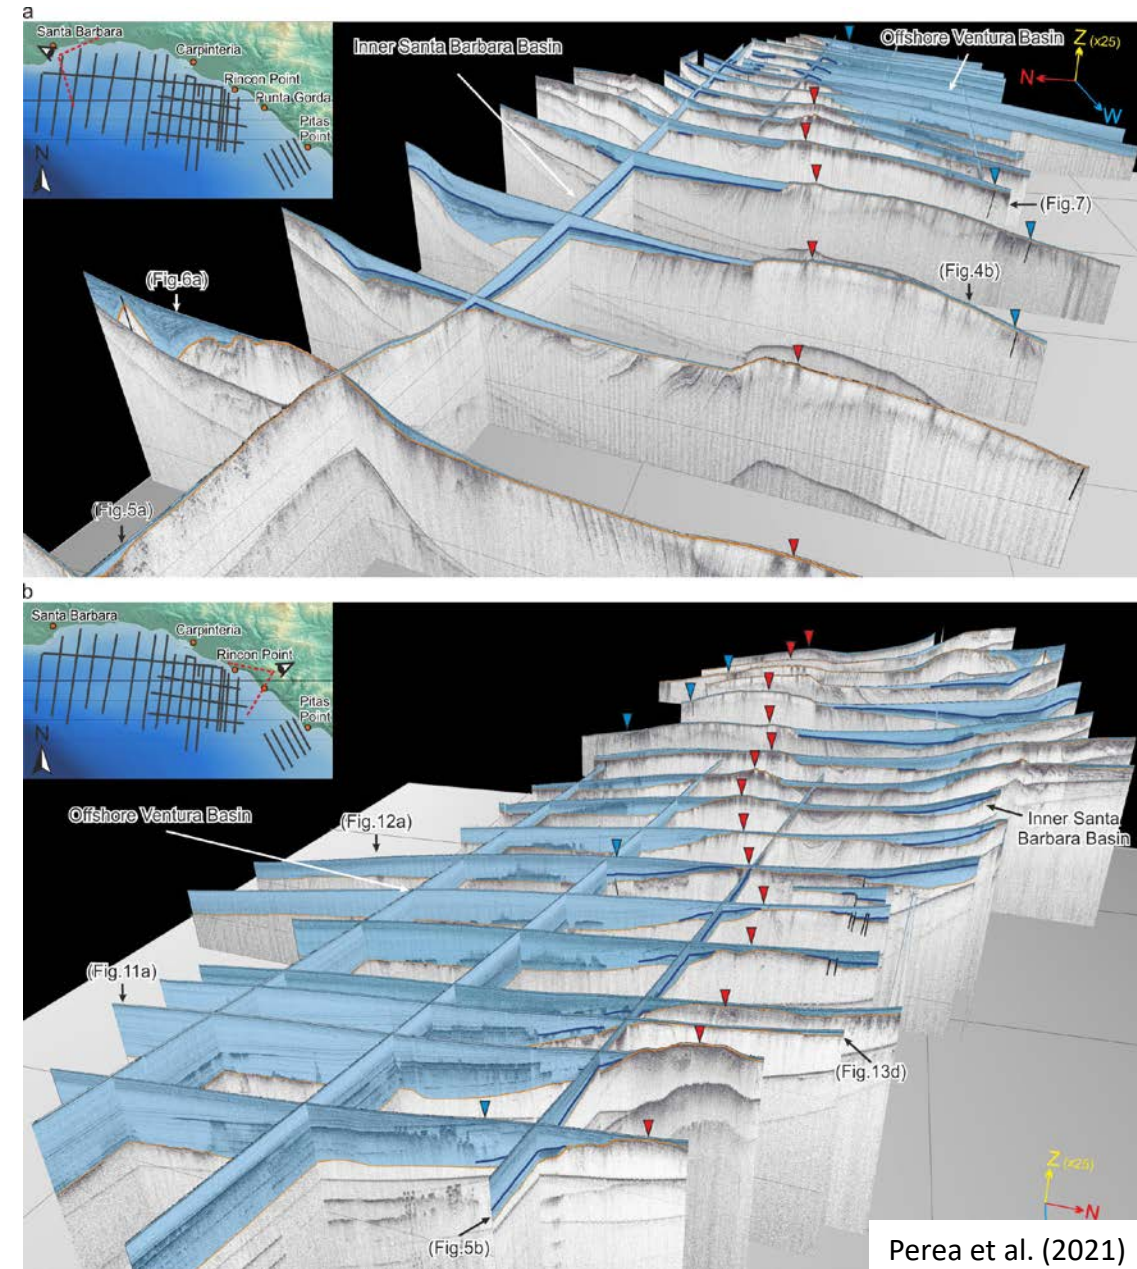 a
Santa Barbara
Carpinteria
Rincon Point
Punta Gorda
Pitas
Point
N
Inner Santa Barbara
Basin
Offshore Ventura Basin
Z (x25)
N
W
(Fig.7)
(Fig.6a)
(Fig.4b)
(Fig.5a)
b
Santa Barbara
Carpinteria
Rincon Point
Pitas
Point
N
Offshore Ventura
Basin
(Fig.12a)
Inner Santa
Barbara Basin
(Fig.11a)
(Fig.13d)
(Fig.5b)
Z (x25)
N
Perea et al. (2021)